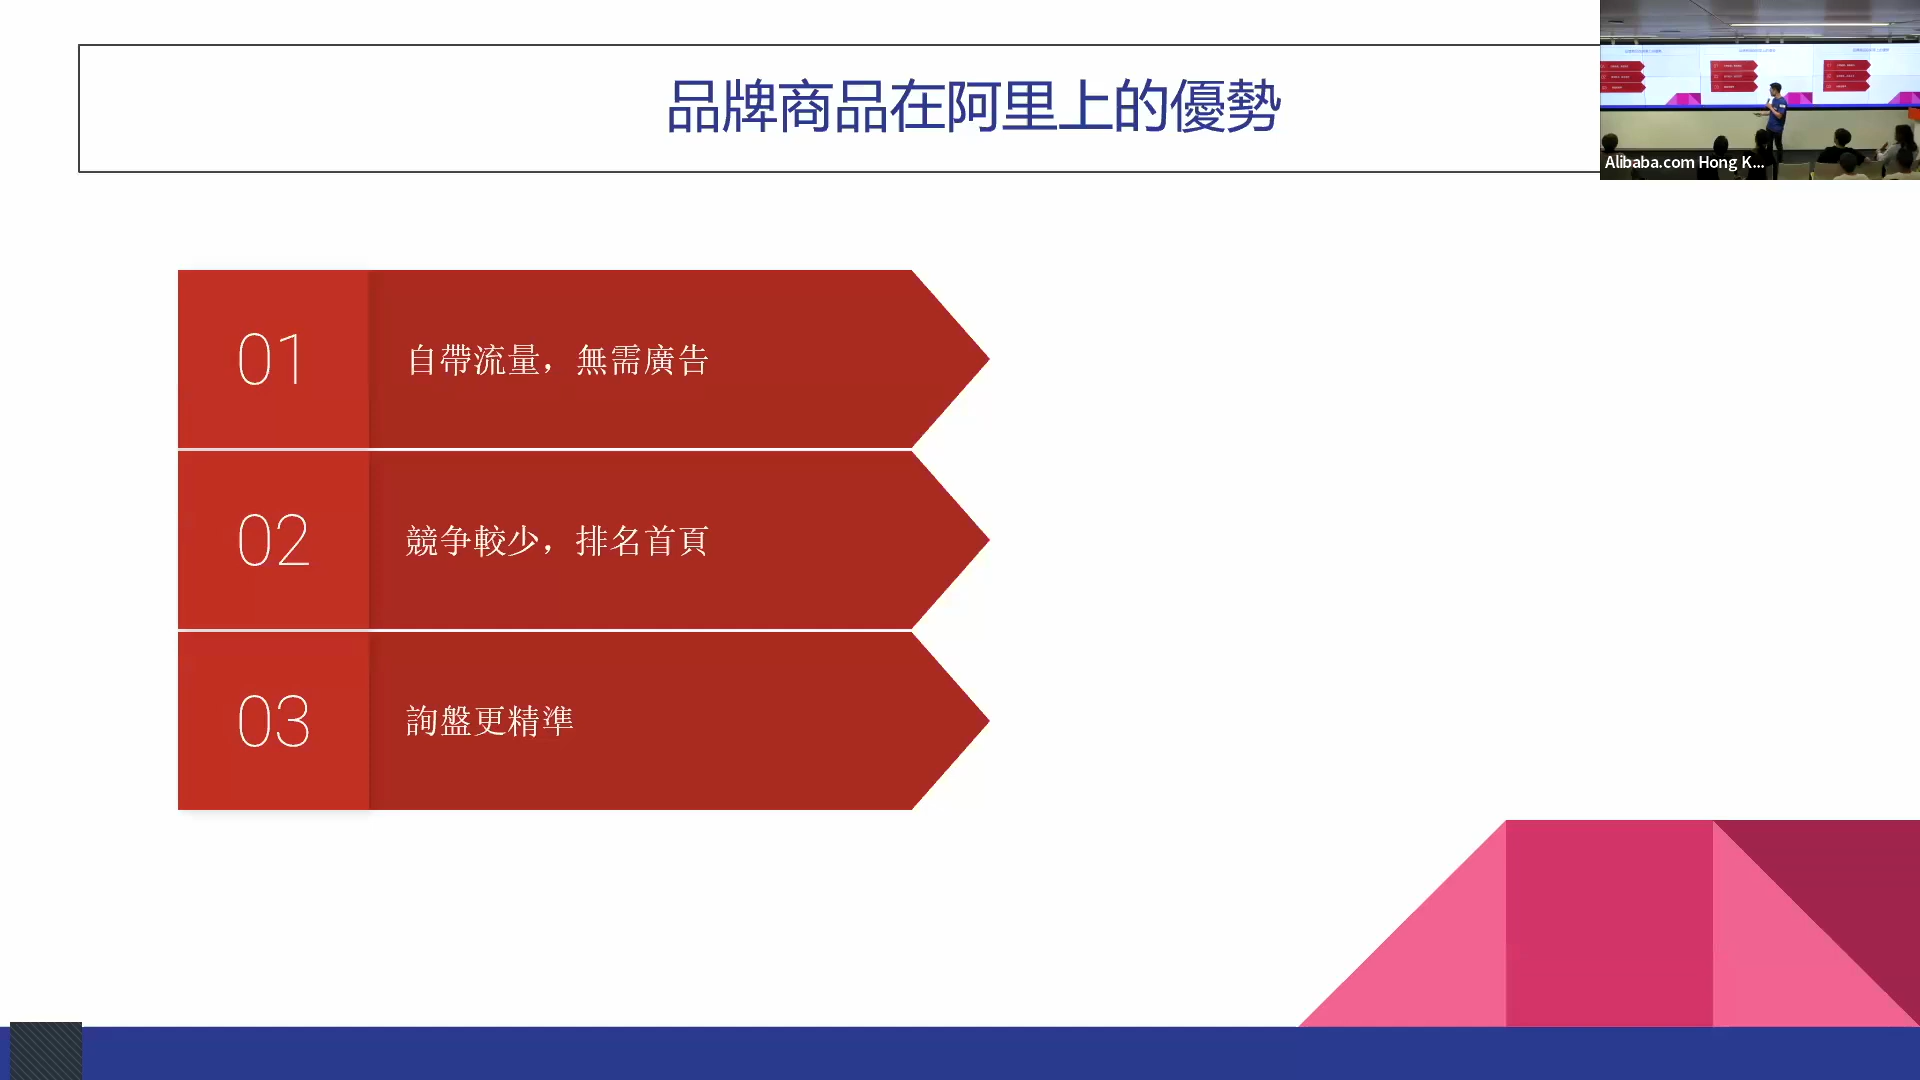 品牌商品在阿里上的優勢
Alibaba.com Hong K...
01
自帶流量，無需廣告
02
競争較少，排名首頁
03
詢盤更精準